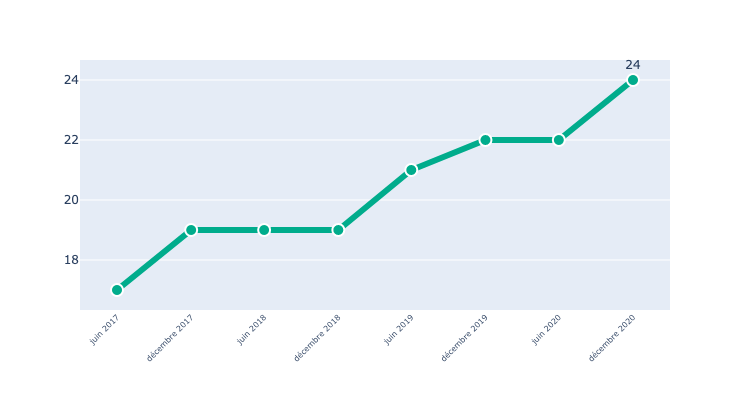 24
24
22
20
18
juin 2017
décembre 2017
juin 2018
décembre 2018
juin 2019
décembre 2019
juin 2020
décembre 2020